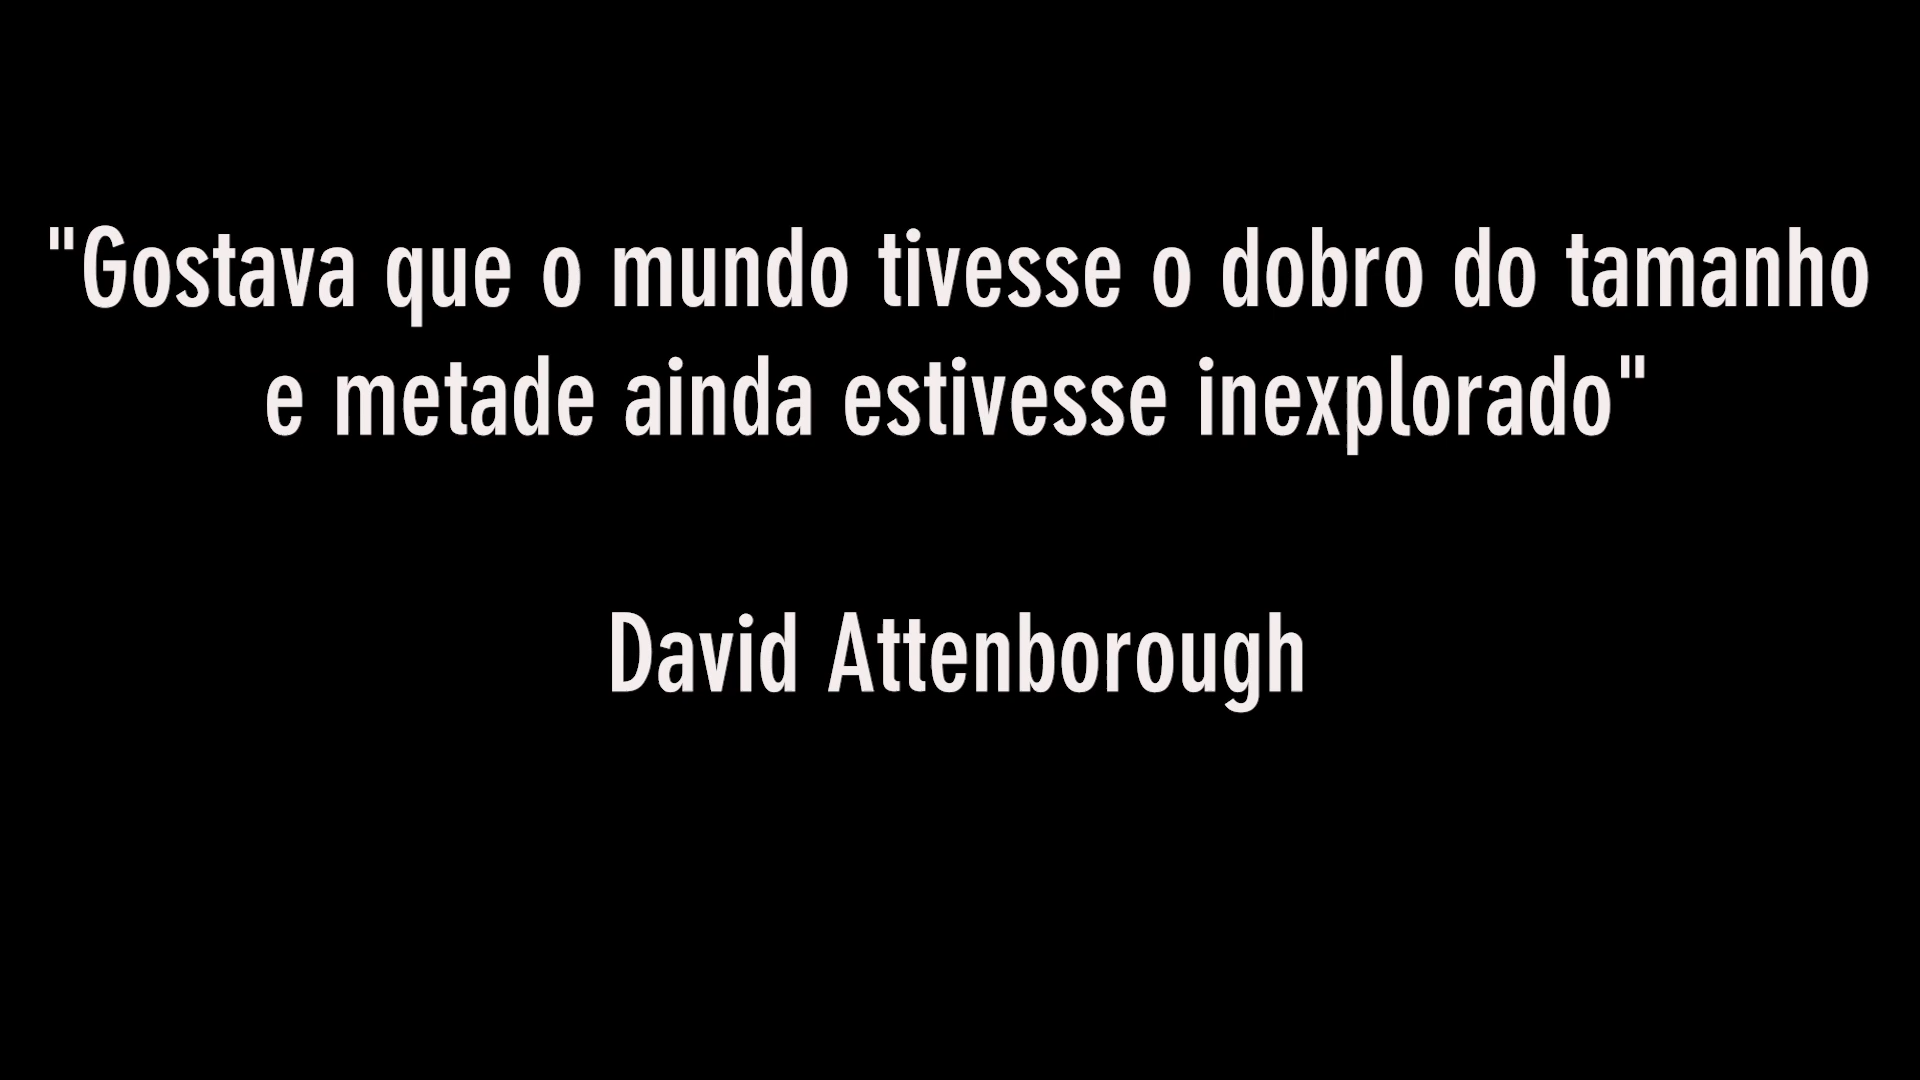 "Gostava que o mundo tivesse o dobro do tamanho
e metade ainda estivesse inexplorado"
David Attenborough